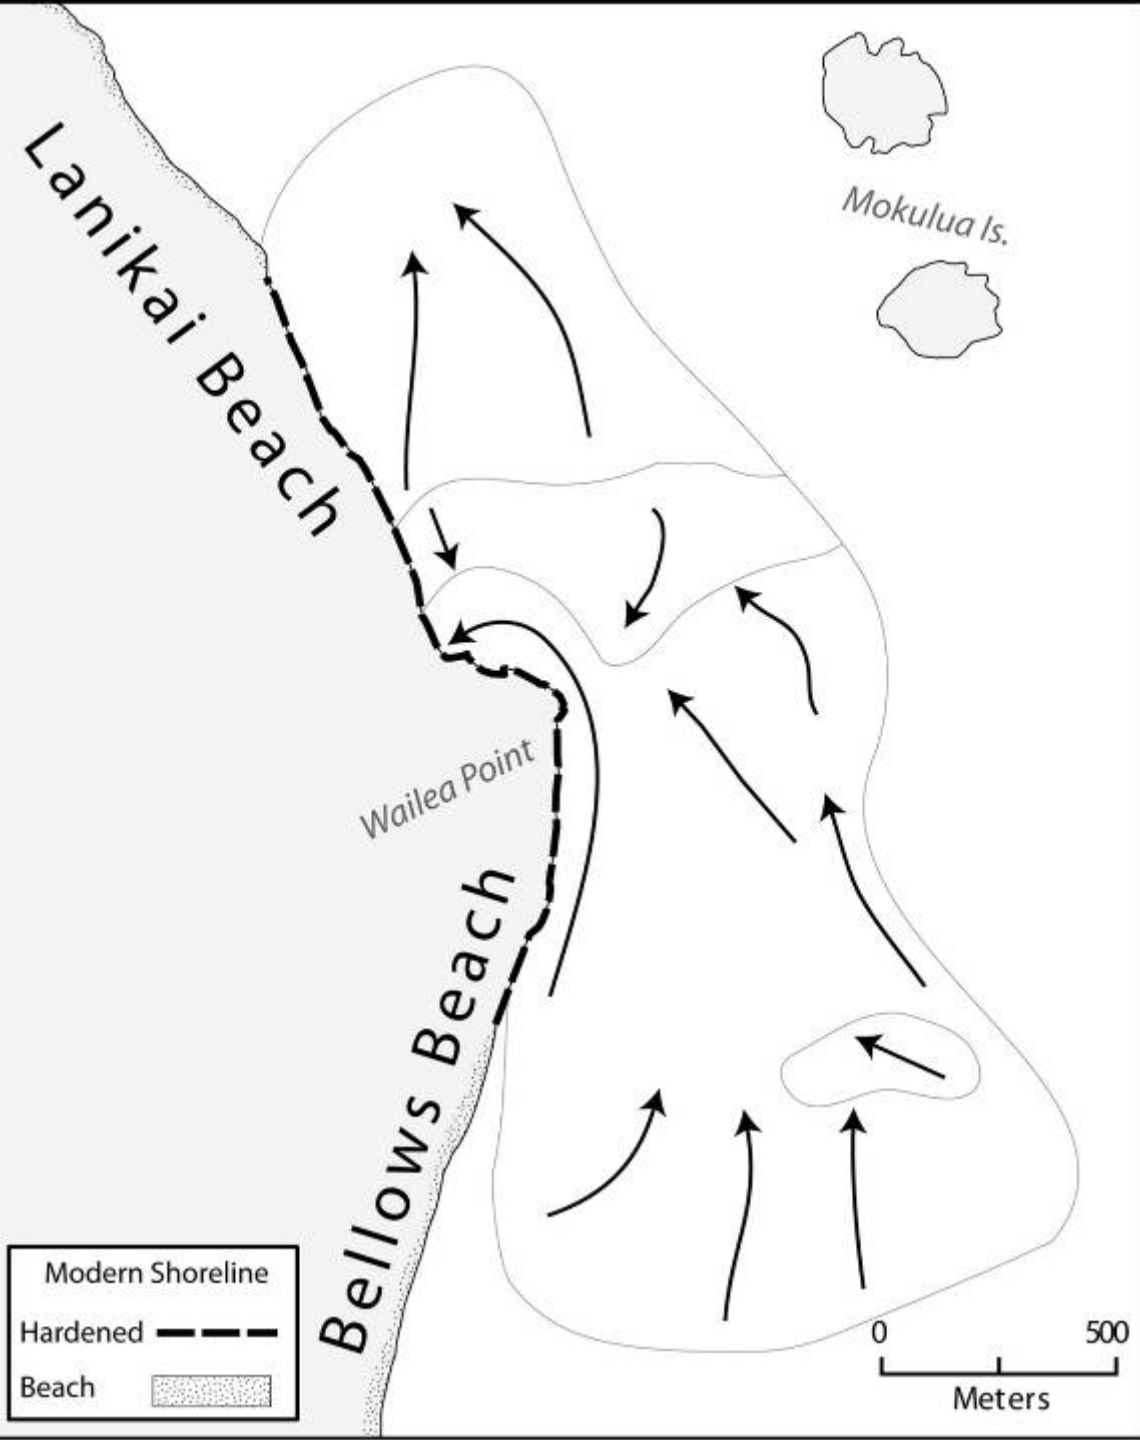 Lanikai Beach
Mokulua Is.
Wailea Point
Bellows Beach
Modern Shoreline
Hardened
Beach
0 500
Meters